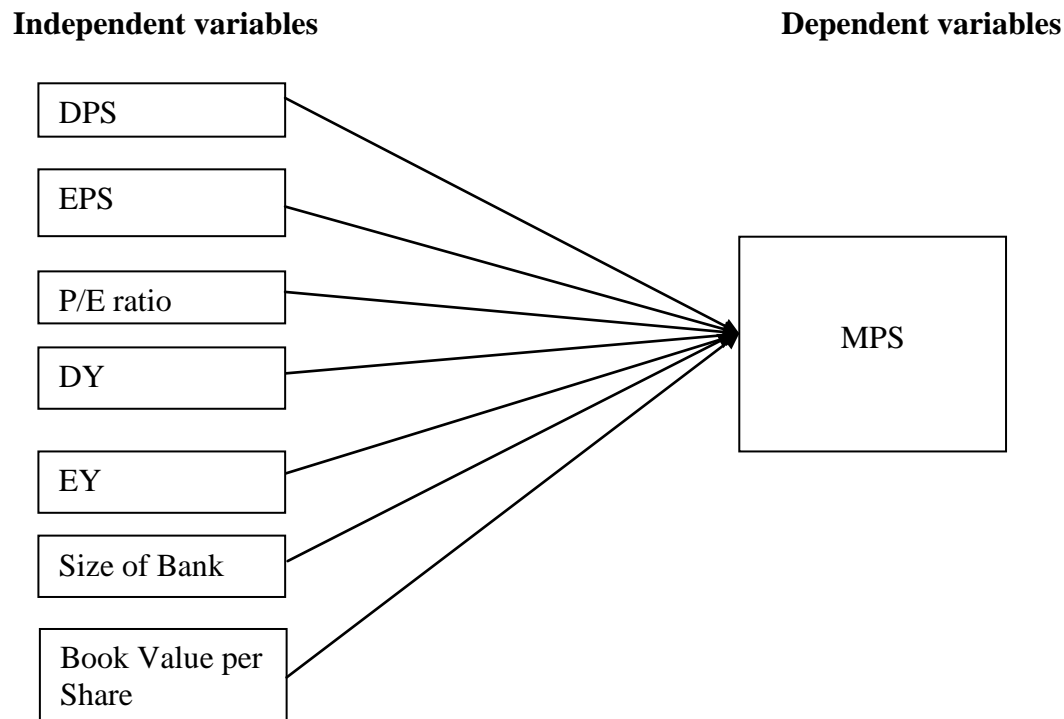 Independent variables
Dependent variables
DPS
EPS
P/E ratio
DY
EY
Size of Bank
Book Value per
Share
MPS